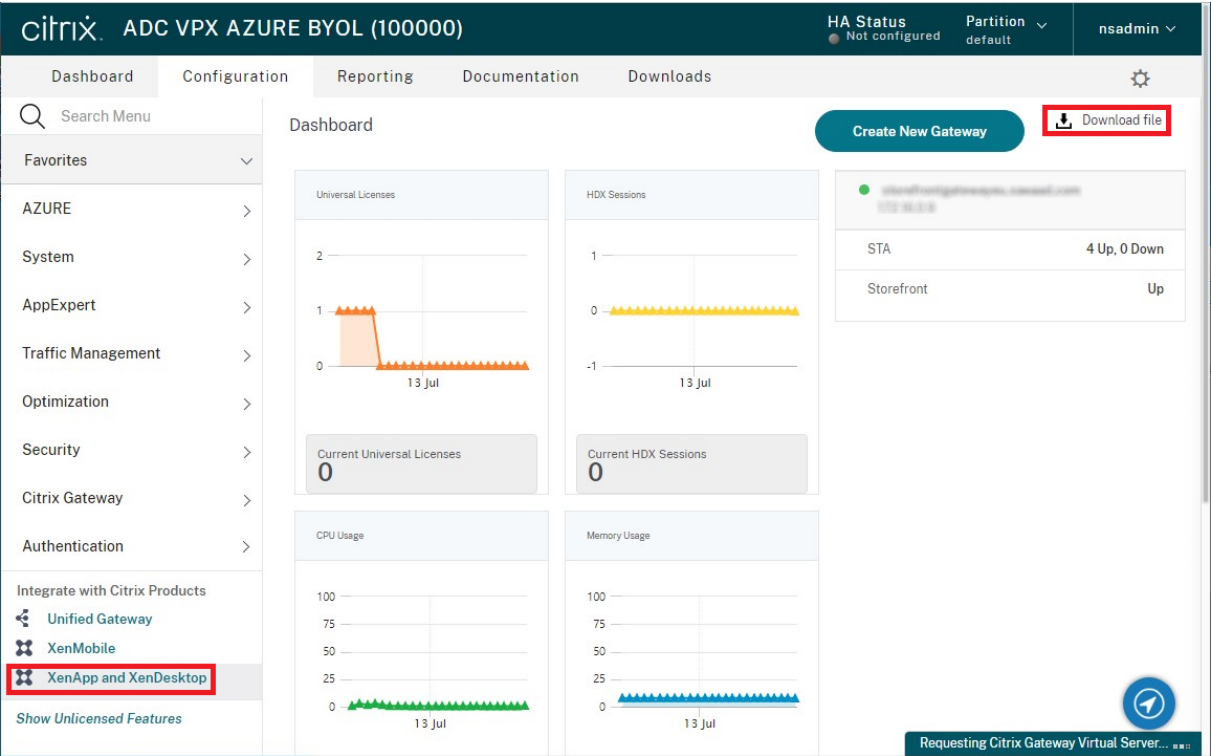 citrix. ADC VPX AZURE BYOL (100000)
HA Status
Not configured
Partition
default
nsadmin
Dashboard Configuration Reporting Documentation Downloads
Search Menu
Favorites
AZURE
System
AppExpert
Traffic Management
Optimization
Security
Citrix Gateway
Authentication
Integrate with Citrix Products
Unified Gateway
XenMobile
XenApp and XenDesktop
Show Unlicensed Features
Dashboard
Create New Gateway
Download file
Universal Licenses
2
1
0
13 Jul
Current Universal Licenses
0
HDX Sessions
1
0
-1
13 Jul
Current HDX Sessions
0
STA 4 Up, 0 Down
Storefront Up
CPU Usage
100
75
50
25
0
13 Jul
Memory Usage
100
75
50
25
0
13 Jul
Requesting Citrix Gateway Virtual Server...